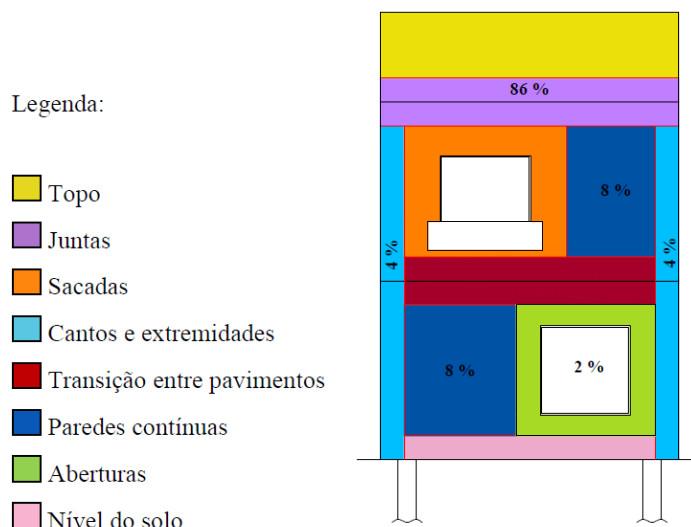 Legenda:
Topo
Juntas
Sacadas
Cantos e extremidades
Transição entre pavimentos
Paredes contínuas
Aberturas
Nível do solo
86 %
8 %
4 %
4 %
8 %
2 %